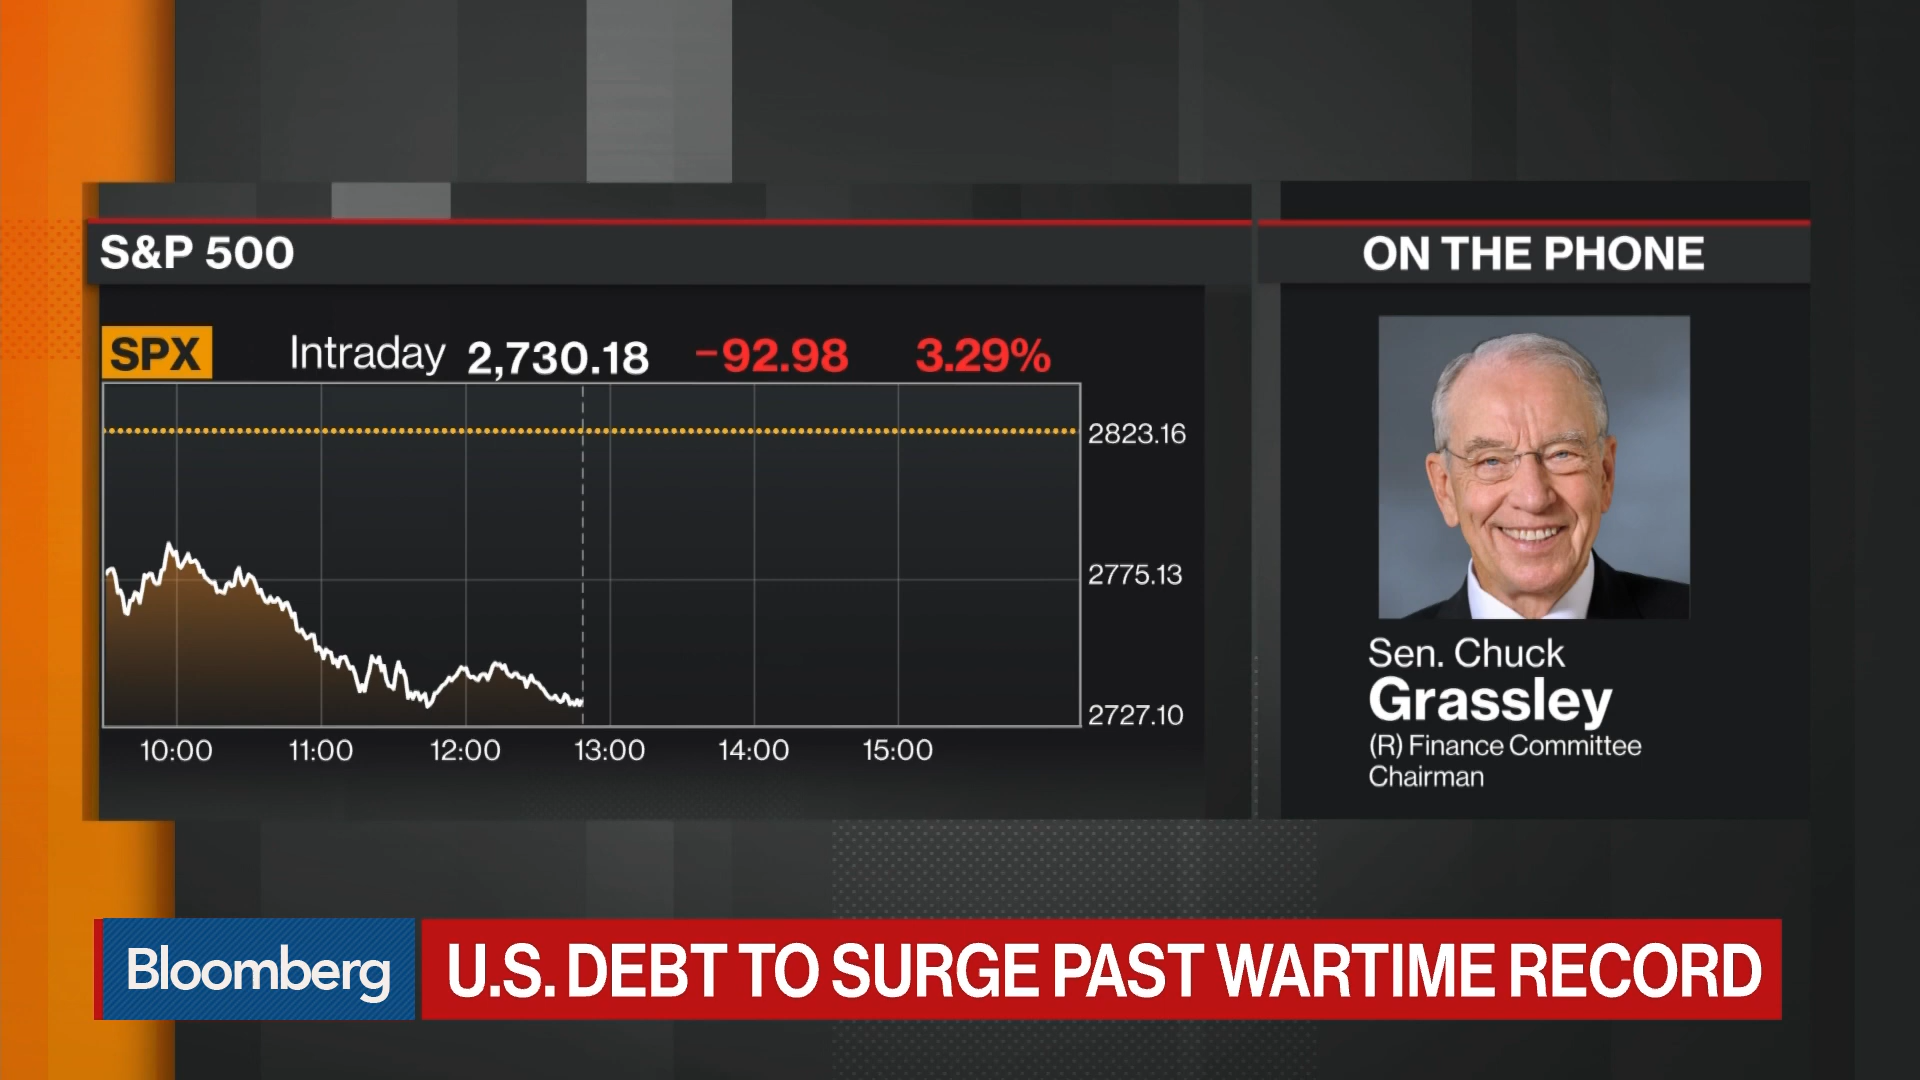 S&P 500
SPX Intraday 2,730.18 −92.98 3.29%
2823.16
2775.13
2727.10
10:00 11:00 12:00 13:00 14:00 15:00
ON THE PHONE
Sen. Chuck
Grassley
(R) Finance Committee
Chairman
Bloomberg
U.S. DEBT TO SURGE PAST WARTIME RECORD